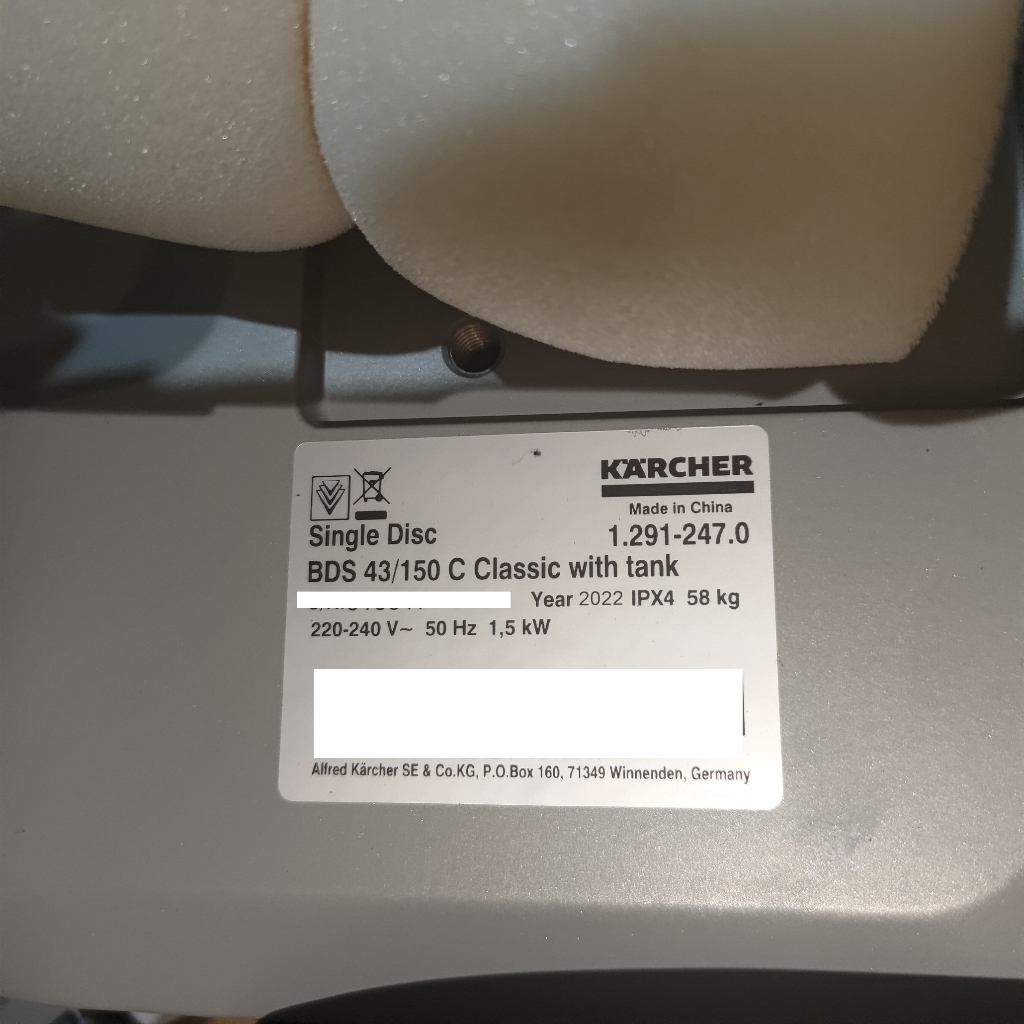 KÄRCHER
Made in China
Single Disc 1.291-247.0
BDS 43/150 C Classic with tank
Year 2022 IPX4 58 kg
220-240 V~ 50 Hz 1,5 kW
Alfred Kärcher SE & Co.KG, P.O.Box 160, 71349 Winnenden, Germany